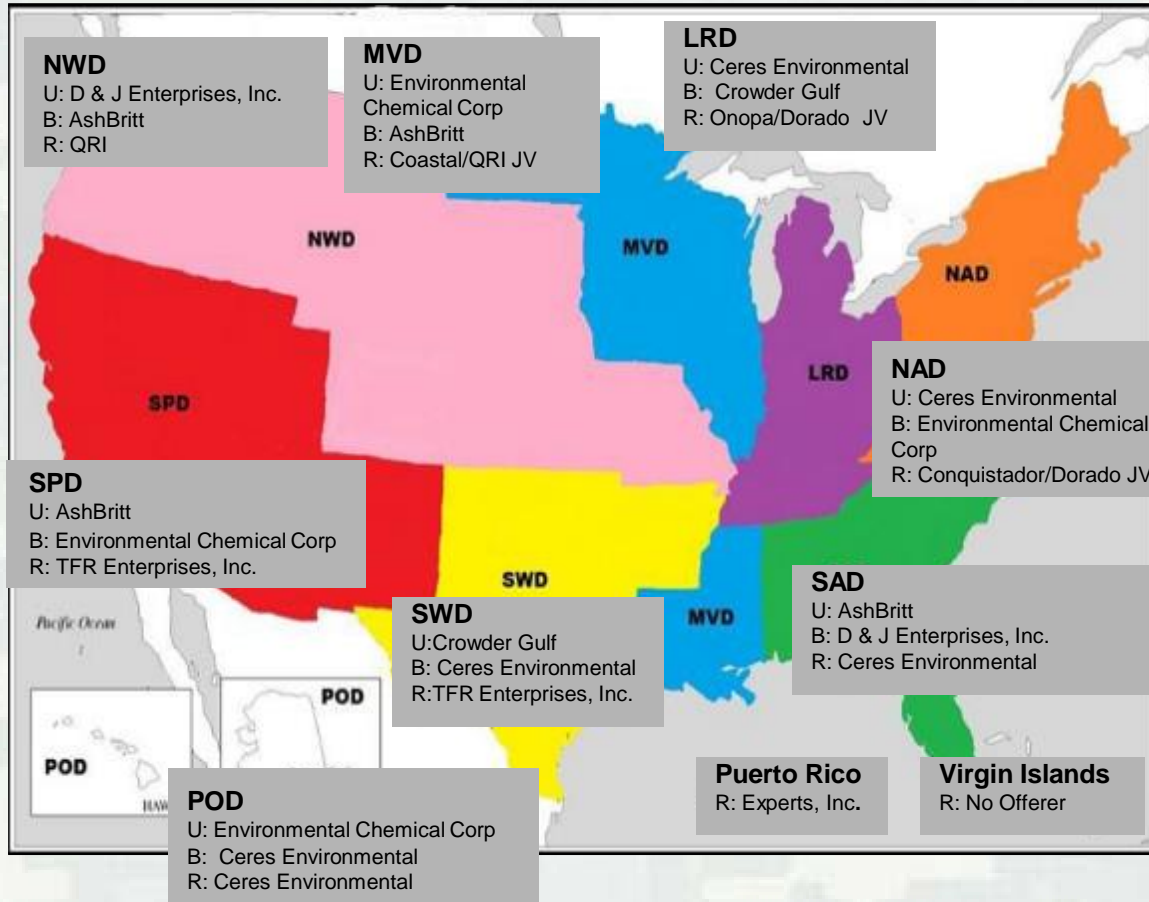 NWD
U: D & J Enterprises, Inc.
B: AshBritt
R: QRI
MVD
U: Environmental
Chemical Corp
B: AshBritt
R: Coastal/QRI JV
LRD
U: Ceres Environmental
B: Crowder Gulf
R: Onopa/Dorado JV
NWD
MVD
NAD
LRD
SPD
NAD
U: Ceres Environmental
B: Environmental Chemical
Corp
R: Conquistador/Dorado JV
SPD
U: AshBritt
B: Environmental Chemical Corp
R: TFR Enterprises, Inc.
SWD
MVD
SWD
U:Crowder Gulf
B: Ceres Environmental
R:TFR Enterprises, Inc.
SAD
U: AshBritt
B: D & J Enterprises, Inc.
R: Ceres Environmental
Pacific Ocean
POD
POD
POD
U: Environmental Chemical Corp
B: Ceres Environmental
R: Ceres Environmental
Puerto Rico
R: Experts, Inc.
Virgin Islands
R: No Offerer